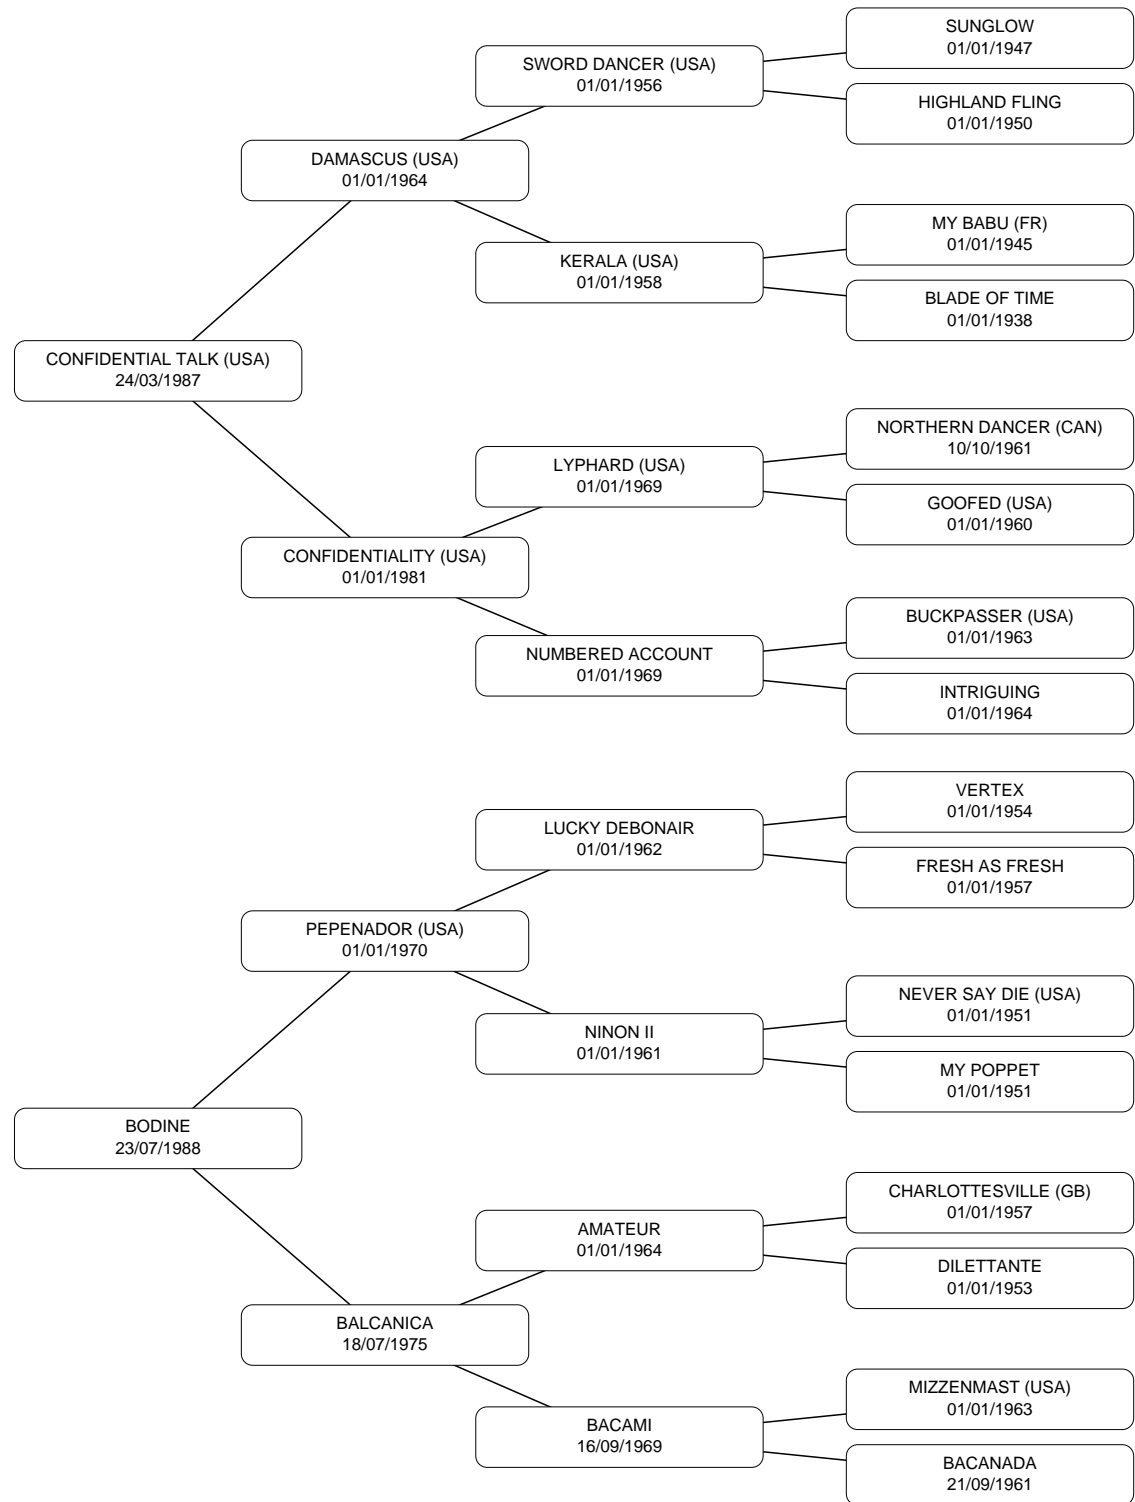 SUNGLOW
01/01/1947
SWORD DANCER (USA)
01/01/1956
HIGHLAND FLING
01/01/1950
DAMASCUS (USA)
01/01/1964
MY BABU (FR)
01/01/1945
KERALA (USA)
01/01/1958
BLADE OF TIME
01/01/1938
CONFIDENTIAL TALK (USA)
24/03/1987
NORTHERN DANCER (CAN)
10/10/1961
LYPHARD (USA)
01/01/1969
GOOFED (USA)
01/01/1960
CONFIDENTIALITY (USA)
01/01/1981
BUCKPASSER (USA)
01/01/1963
NUMBERED ACCOUNT
01/01/1969
INTRIGUING
01/01/1964
VERTEX
01/01/1954
LUCKY DEBONAIR
01/01/1962
FRESH AS FRESH
01/01/1957
PEPENADOR (USA)
01/01/1970
NEVER SAY DIE (USA)
01/01/1951
NINON II
01/01/1961
MY POPPET
01/01/1951
BODINE
23/07/1988
CHARLOTTESVILLE (GB)
01/01/1957
AMATEUR
01/01/1964
DILETTANTE
01/01/1953
BALCANICA
18/07/1975
MIZZENMAST (USA)
01/01/1963
BACAMI
16/09/1969
BACANADA
21/09/1961